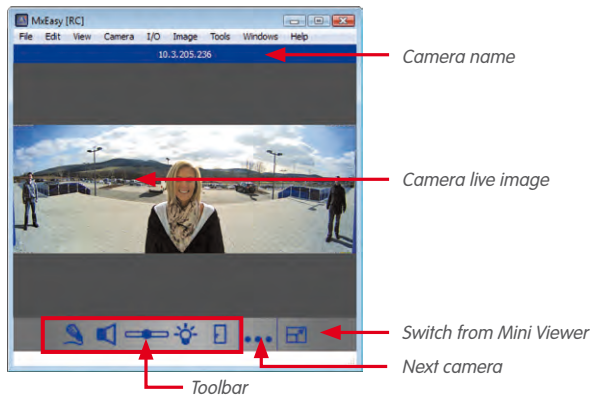 MxEasy [RC]
File Edit View Camera I/O Image Tools Windows Help
10.3.205.236
Camera name
Camera live image
Switch from Mini Viewer
Next camera
Toolbar